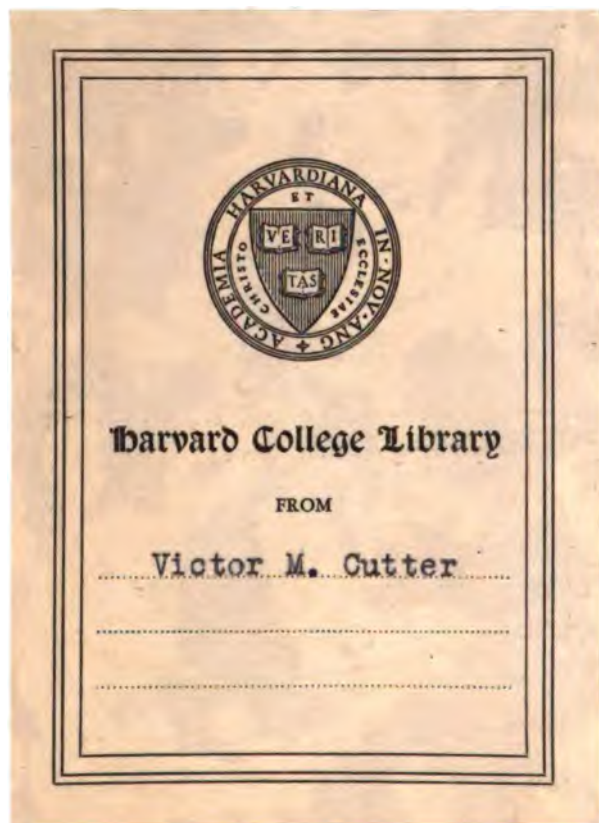 ACADEMIA HARVARDIANA IN·NOV·ANG
CHRISTO ET ECCLESIAE
VE RI
TAS
Harvard College Library
FROM
Victor M. Cutter